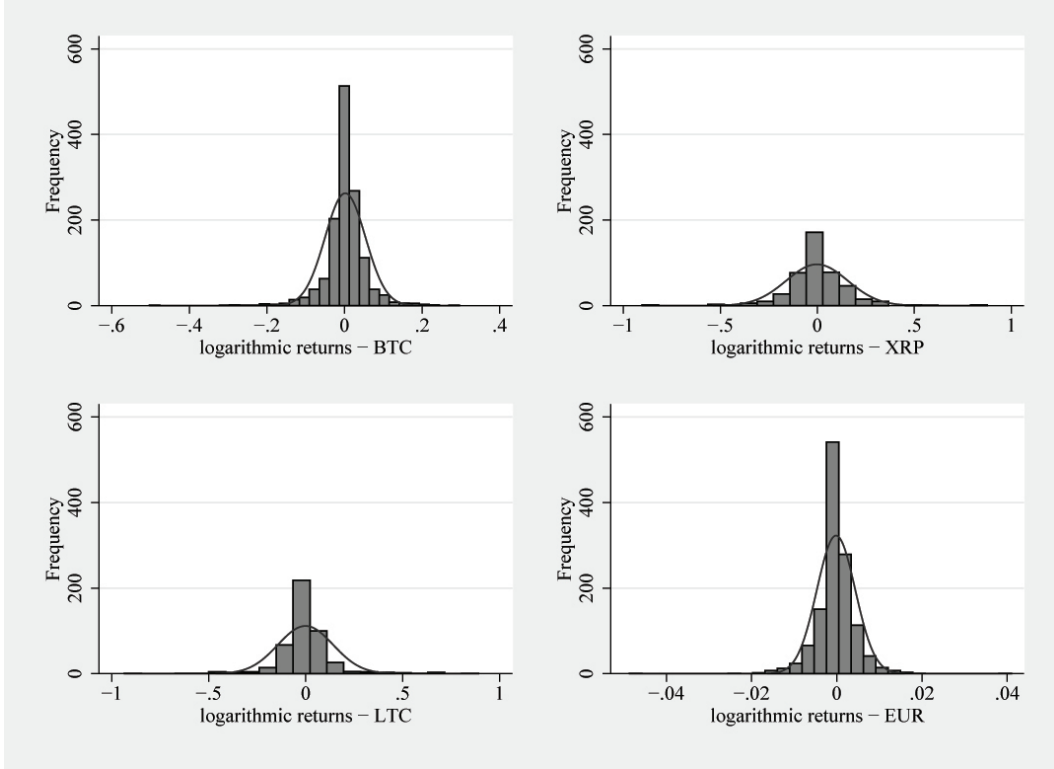 Frequency
600
400
200
0
−.6 −.4 −.2 0 .2 .4
logarithmic returns − BTC
Frequency
600
400
200
0
−1 −.5 0 .5 1
logarithmic returns − XRP
Frequency
600
400
200
0
−1 −.5 0 .5 1
logarithmic returns − LTC
Frequency
600
400
200
0
−.04 −.02 0 .02 .04
logarithmic returns − EUR